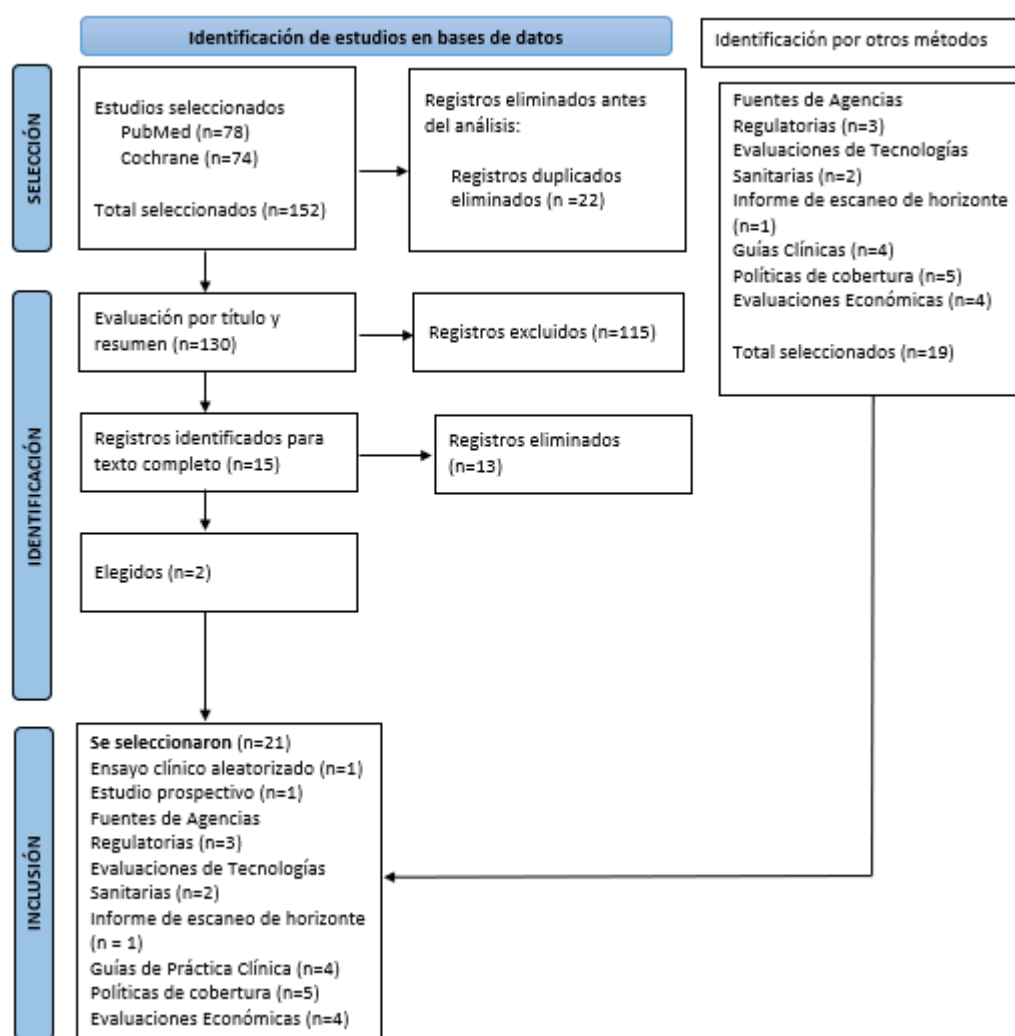 Identificación de estudios en bases de datos
Identificación por otros métodos
SELECCIÓN
Estudios seleccionados
PubMed (n=78)
Cochrane (n=74)
Total seleccionados (n=152)
Registros eliminados antes
del análisis:
Registros duplicados
eliminados (n =22)
Fuentes de Agencias
Regulatorias (n=3)
Evaluaciones de Tecnologías
Sanitarias (n=2)
Informe de escaneo de horizonte
(n=1)
Guías Clínicas (n=4)
Políticas de cobertura (n=5)
Evaluaciones Económicas (n=4)
Total seleccionados (n=19)
IDENTIFICACIÓN
Evaluación por título y
resumen (n=130)
Registros excluidos (n=115)
Registros identificados para
texto completo (n=15)
Registros eliminados
(n=13)
Elegidos (n=2)
INCLUSIÓN
Se seleccionaron (n=21)
Ensayo clínico aleatorizado (n=1)
Estudio prospectivo (n=1)
Fuentes de Agencias
Regulatorias (n=3)
Evaluaciones de Tecnologías
Sanitarias (n=2)
Informe de escaneo de horizonte
(n = 1)
Guías de Práctica Clínica (n=4)
Políticas de cobertura (n=5)
Evaluaciones Económicas (n=4)